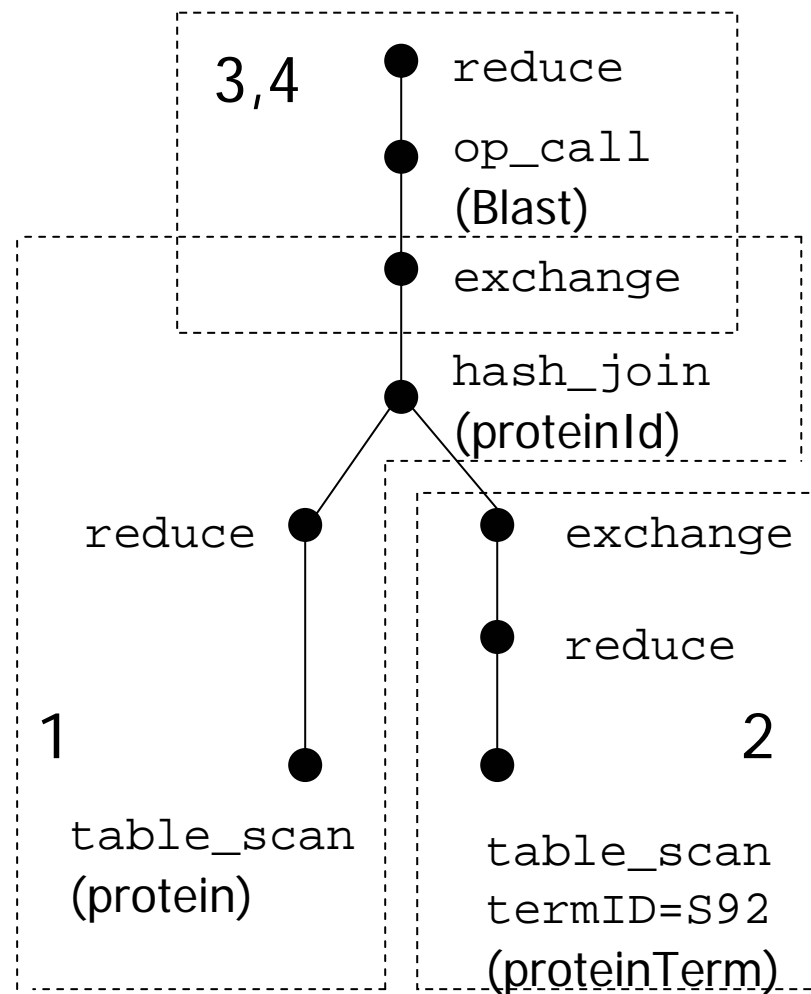 3,4
reduce
op_call
(Blast)
exchange
hash_join
(proteinId)
reduce
exchange
reduce
1
2
table_scan
(protein)
table_scan
termID=S92
(proteinTerm)